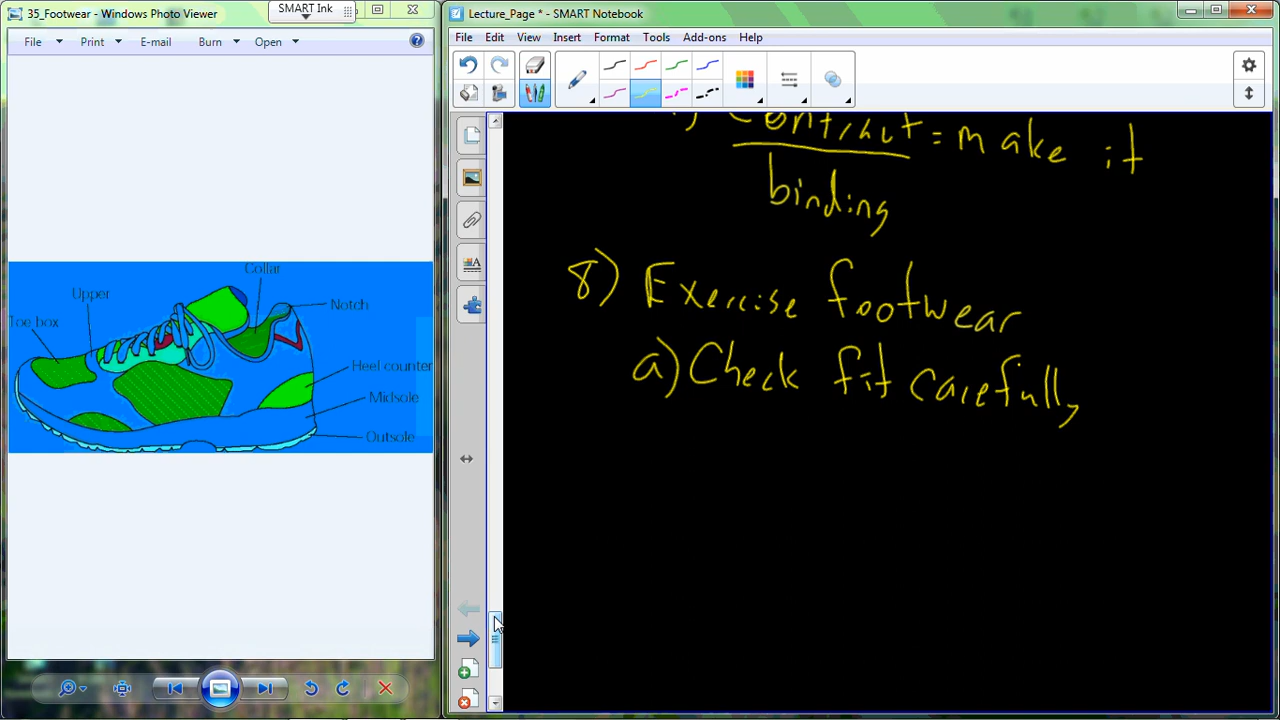 35_Footwear - Windows Photo Viewer
SMART Ink
File Print E-mail Burn Open
Collar
Upper
Notch
Toe box
Heel counter
Midsole
Outsole
Lecture_Page * - SMART Notebook
File Edit View Insert Format Tools Add-ons Help
= make it
binding
8) Exercise footwear
a) Check fit carefully